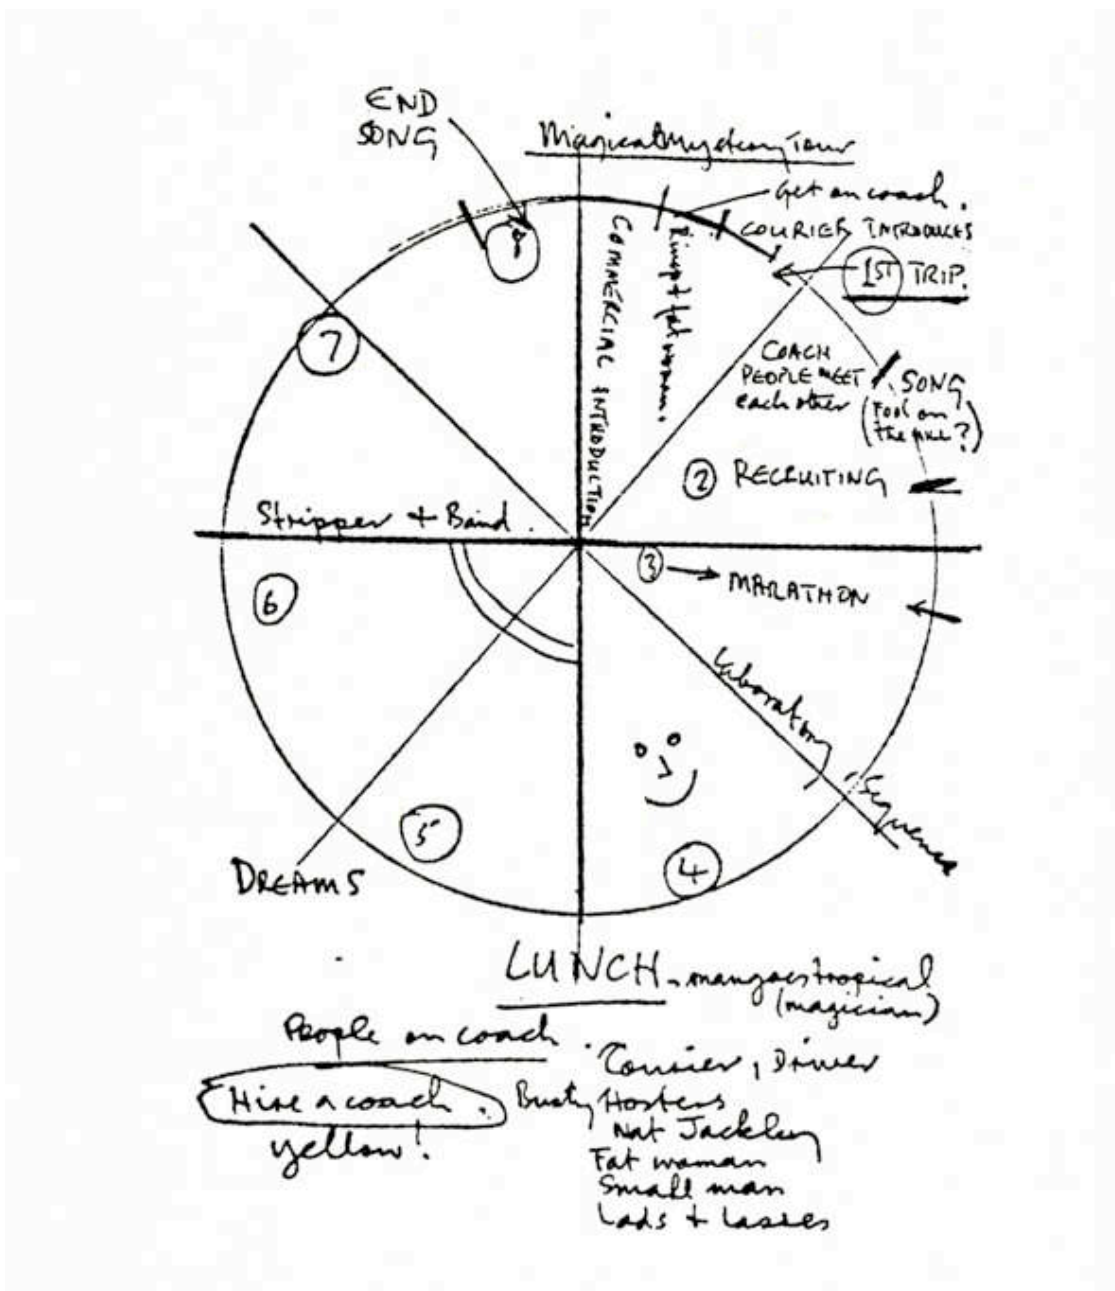 END
SONG
Magical Mystery Tour
Get on coach.
COURIER INTRODUCES
1ST TRIP.
COMMERCIAL INTRODUCTION
Ringo + fat woman.
COACH
PEOPLE MEET
each other
SONG
(Fool on
the hill?)
2 RECRUITING
3 MARATHON
Laboratory
Sequence
4
5
DREAMS
6
Stripper + Band.
7
8
LUNCH - mangoes tropical
(magician)
People on coach.
Hire a coach.
yellow!
Courier, Driver
Busty Hostess
Nat Jackley
Fat woman
Small man
Lads + Lasses